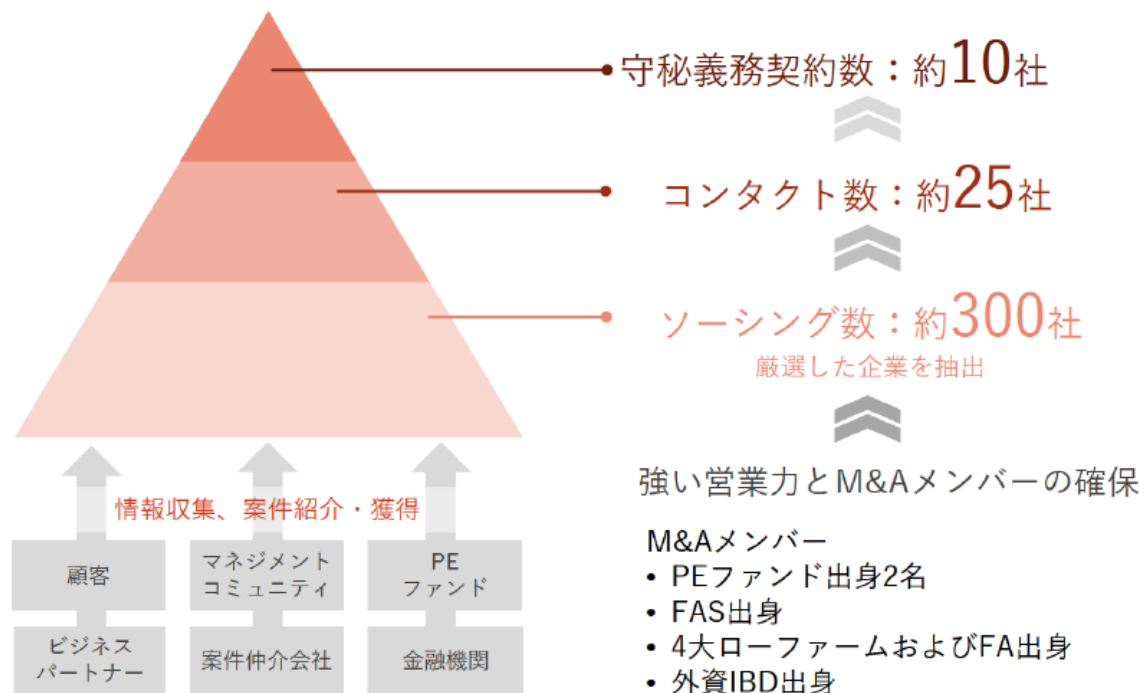 守秘義務契約数：約10社
コンタクト数：約25社
ソーシング数：約300社
厳選した企業を抽出
強い営業力とM&Aメンバーの確保
M&Aメンバー
• PEファンド出身2名
• FAS出身
• 4大ローファームおよびFA出身
• 外資IBD出身
情報収集、案件紹介・獲得
顧客
マネジメント
コミュニティ
PE
ファンド
ビジネス
パートナー
案件仲介会社
金融機関